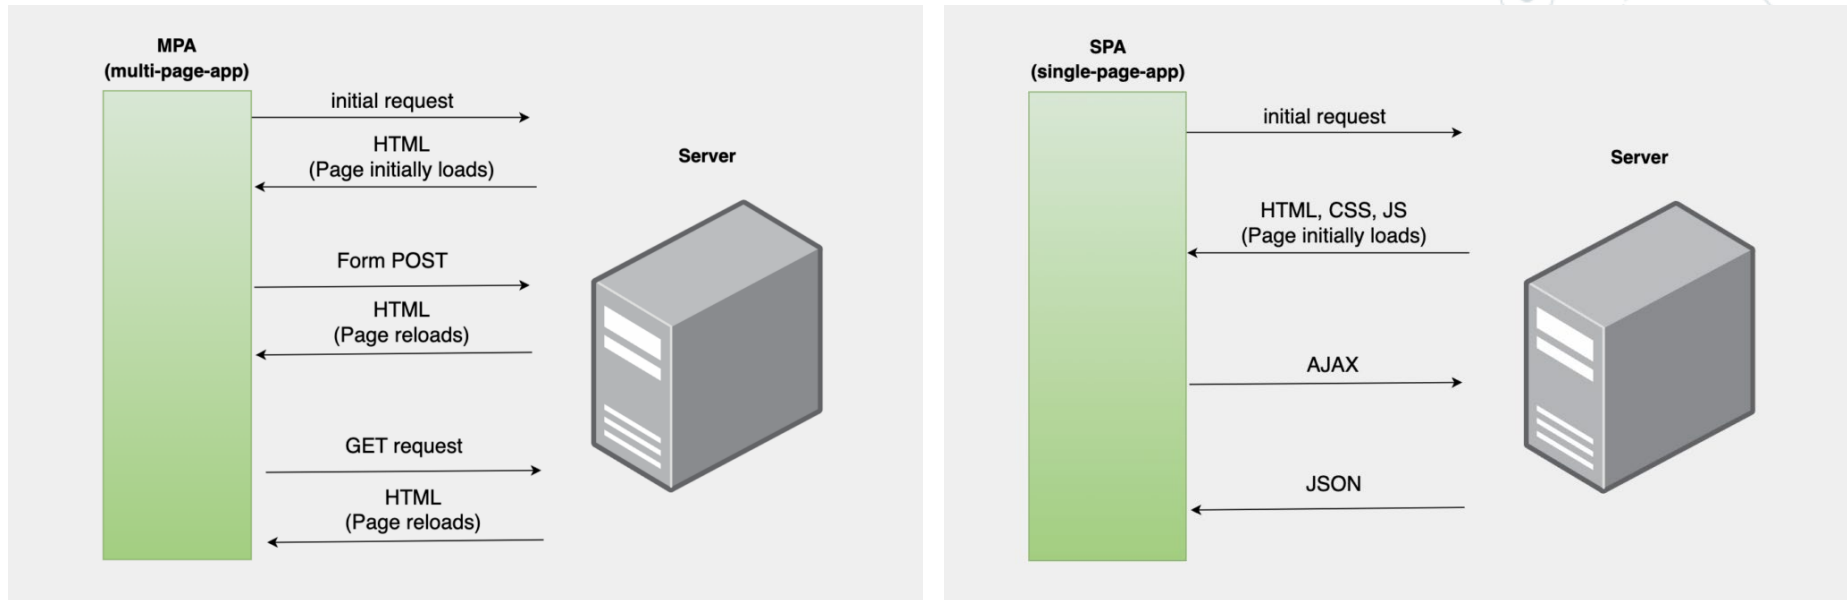 MPA
(multi-page-app)
initial request
HTML
(Page initially loads)
Server
Form POST
HTML
(Page reloads)
GET request
HTML
(Page reloads)
SPA
(single-page-app)
initial request
Server
HTML, CSS, JS
(Page initially loads)
AJAX
JSON